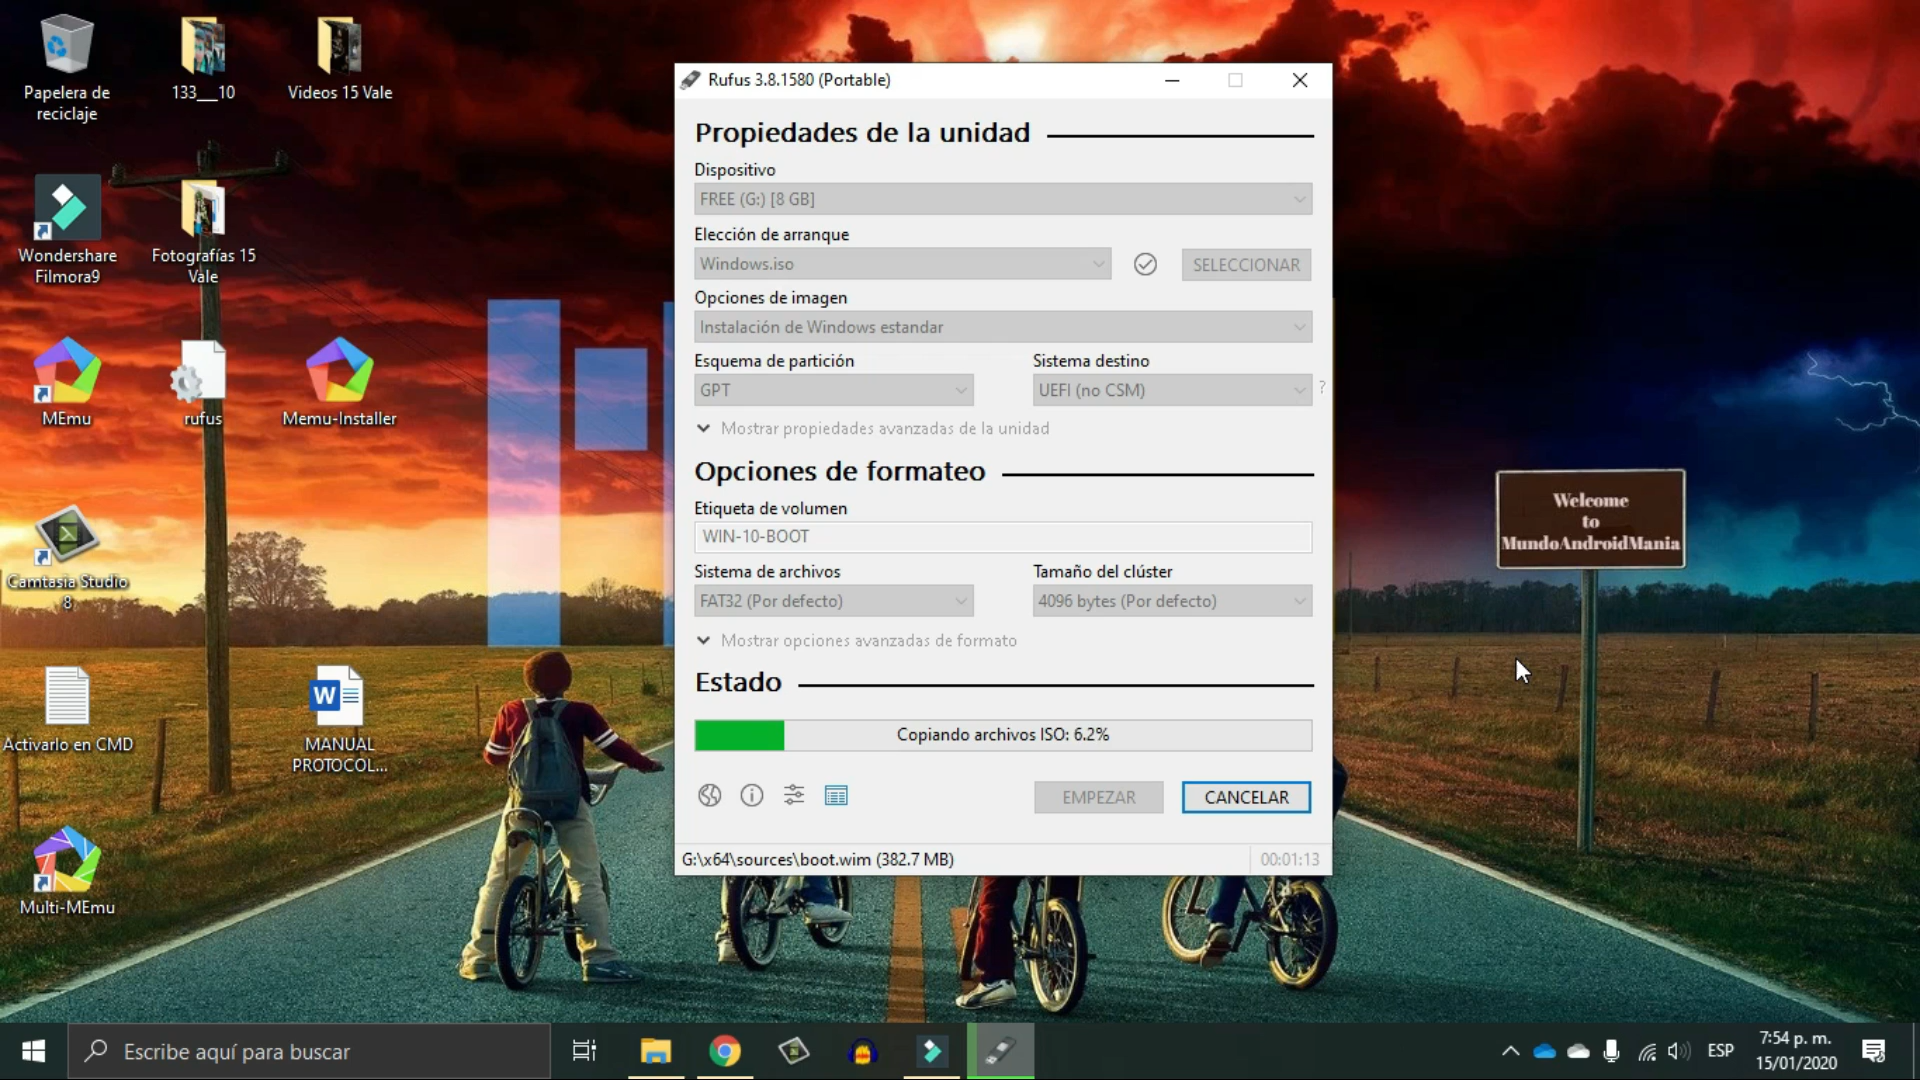 Papelera de
reciclaje
133__10
Videos 15 Vale
Wondershare
Filmora9
Fotografías 15
Vale
MEmu
rufus
Memu-Installer
Camtasia Studio
8
Activarlo en CMD
MANUAL
PROTOCOL...
Multi-MEmu
Rufus 3.8.1580 (Portable)
Propiedades de la unidad
Dispositivo
FREE (G:) [8 GB]
Elección de arranque
Windows.iso
SELECCIONAR
Opciones de imagen
Instalación de Windows estandar
Esquema de partición
Sistema destino
GPT
UEFI (no CSM)
?
Mostrar propiedades avanzadas de la unidad
Opciones de formateo
Etiqueta de volumen
WIN-10-BOOT
Sistema de archivos
Tamaño del clúster
FAT32 (Por defecto)
4096 bytes (Por defecto)
Mostrar opciones avanzadas de formato
Estado
Copiando archivos ISO: 6.2%
EMPEZAR
CANCELAR
G:\x64\sources\boot.wim (382.7 MB)
00:01:13
Welcome
to
MundoAndroidMania
Escribe aquí para buscar
ESP
7:54 p. m.
15/01/2020